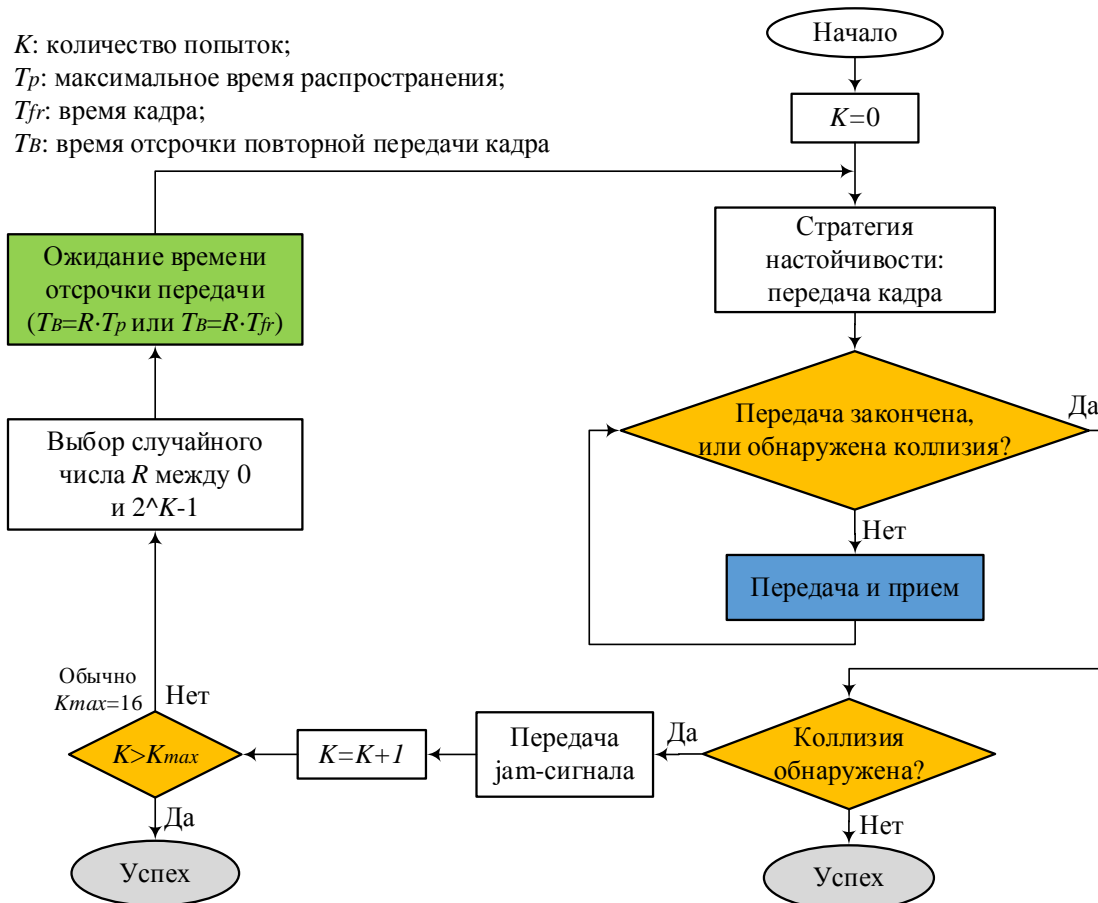 K: количество попыток;
Tp: максимальное время распространения;
Tfr: время кадра;
TB: время отсрочки повторной передачи кадра
Начало
K=0
Стратегия
настойчивости:
передача кадра
Передача закончена,
или обнаружена коллизия?
Да
Нет
Передача и прием
Коллизия
обнаружена?
Да
Нет
Успех
Передача
jam-сигнала
K=K+1
K>Kmax
Обычно
Kmax=16
Нет
Да
Успех
Выбор случайного
числа R между 0
и 2^K-1
Ожидание времени
отсрочки передачи
(TB=R·Tp или TB=R·Tfr)